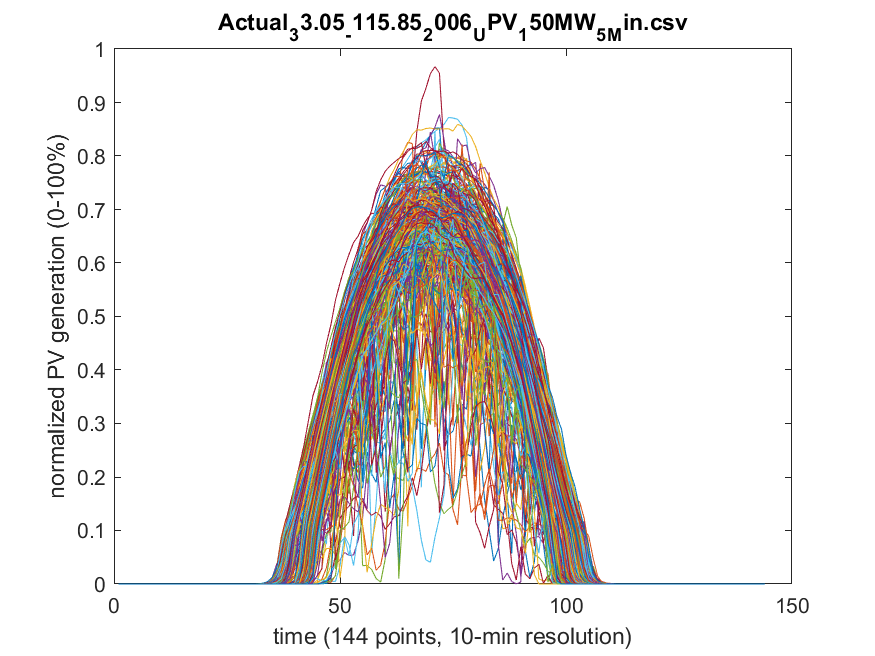 Actual33.05-115.852006UPV150MW5Min.csv
1
0.9
0.8
0.7
0.6
0.5
0.4
0.3
0.2
0.1
0
normalized PV generation (0-100%)
0 50 100 150
time (144 points, 10-min resolution)